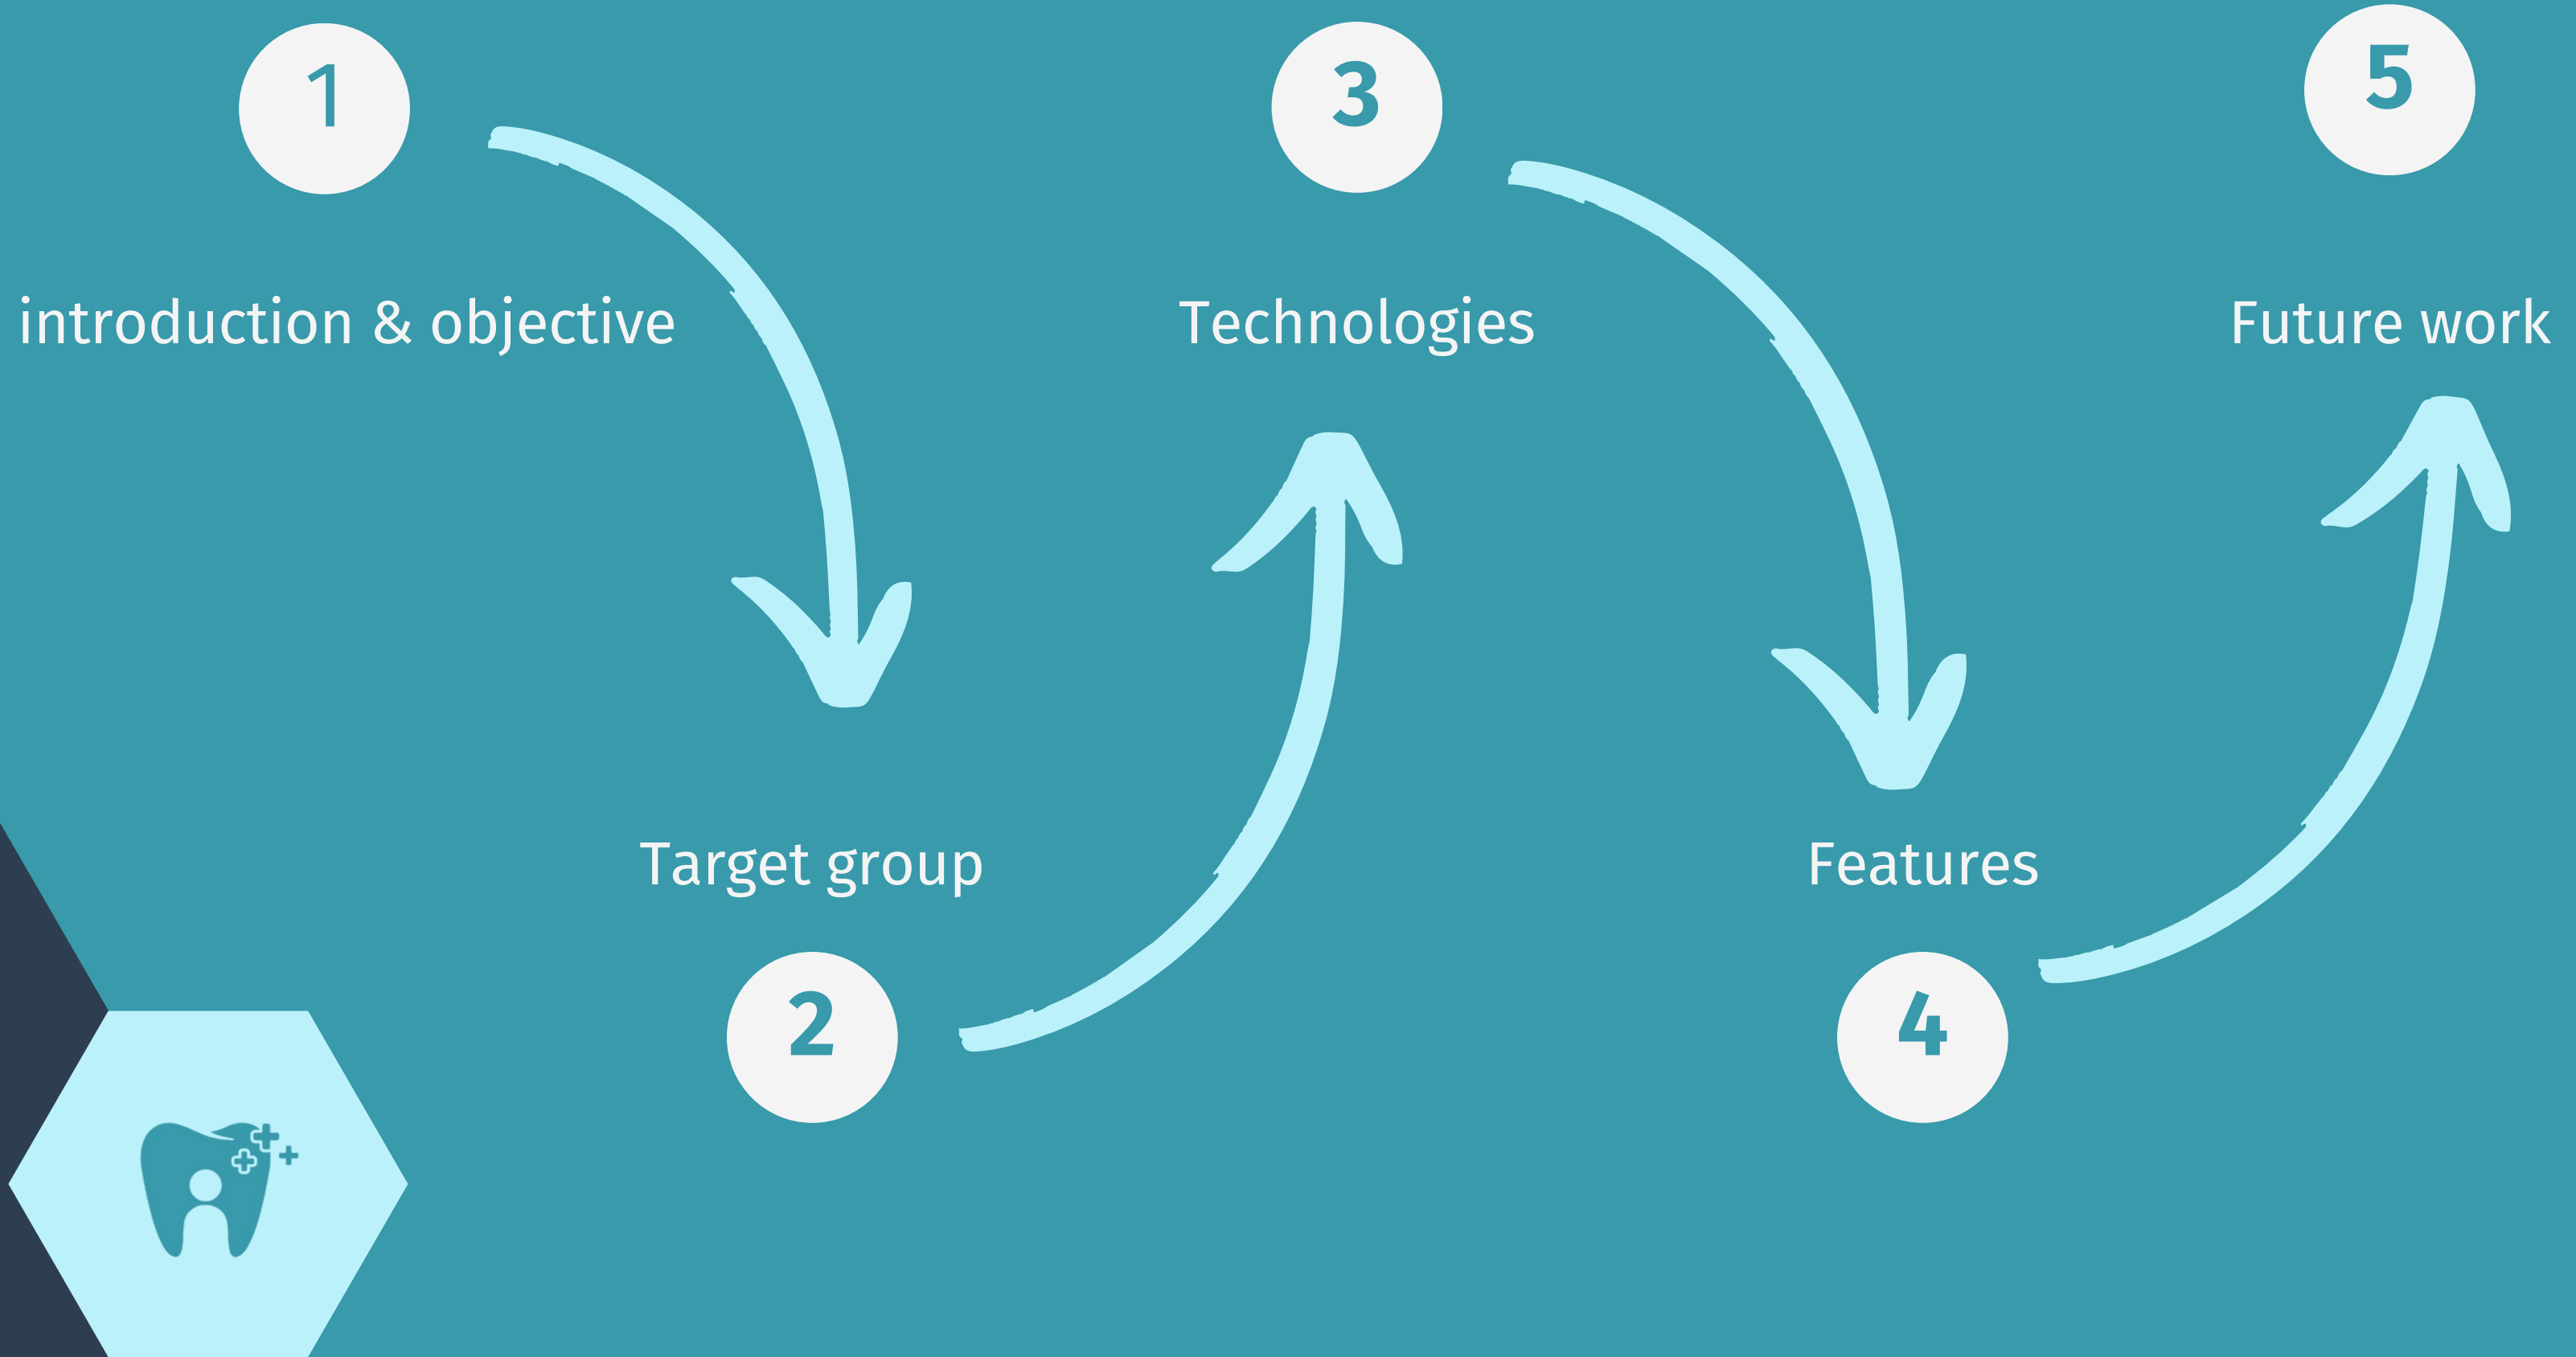 1
introduction & objective
2
Target group
3
Technologies
4
Features
5
Future work